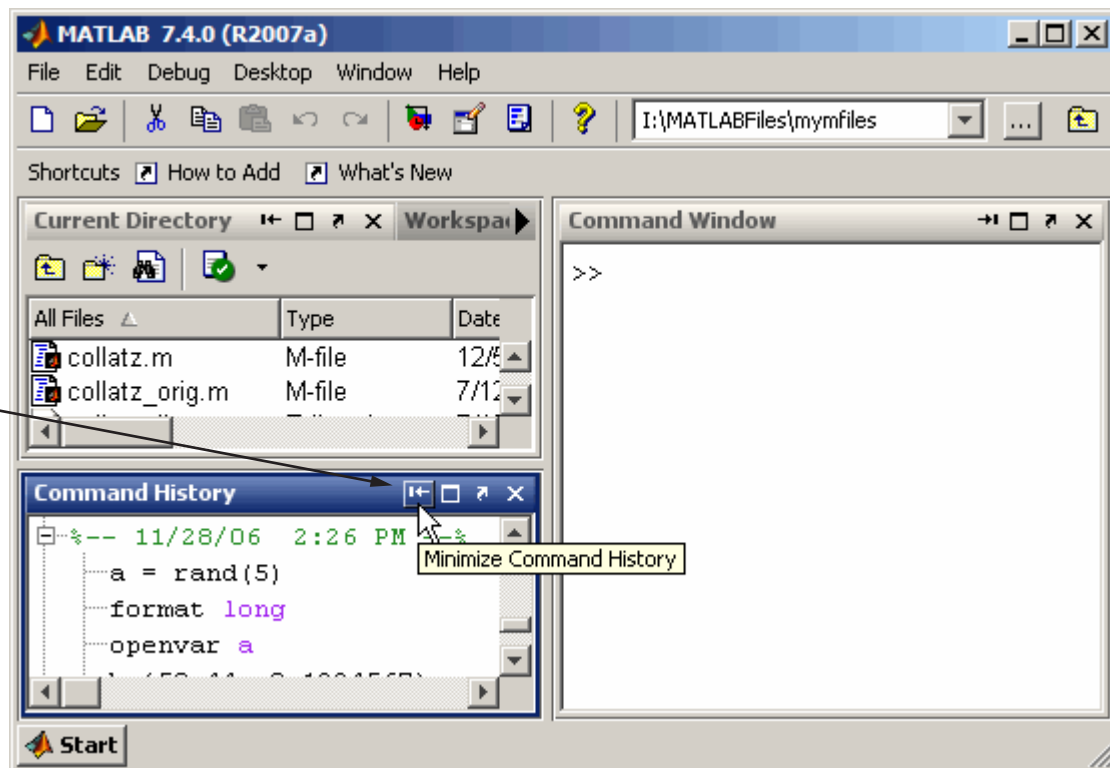 MATLAB 7.4.0 (R2007a)
File Edit Debug Desktop Window Help
I:\MATLABFiles\mymfiles ...
Shortcuts How to Add What's New
Current Directory
Command Window
>>
All Files Type Date
collatz.m M-file
collatz_orig.m M-file
Command History
%-- 11/28/06 2:26 PM
Minimize Command History
a = rand(5)
format long
openvar a
Start